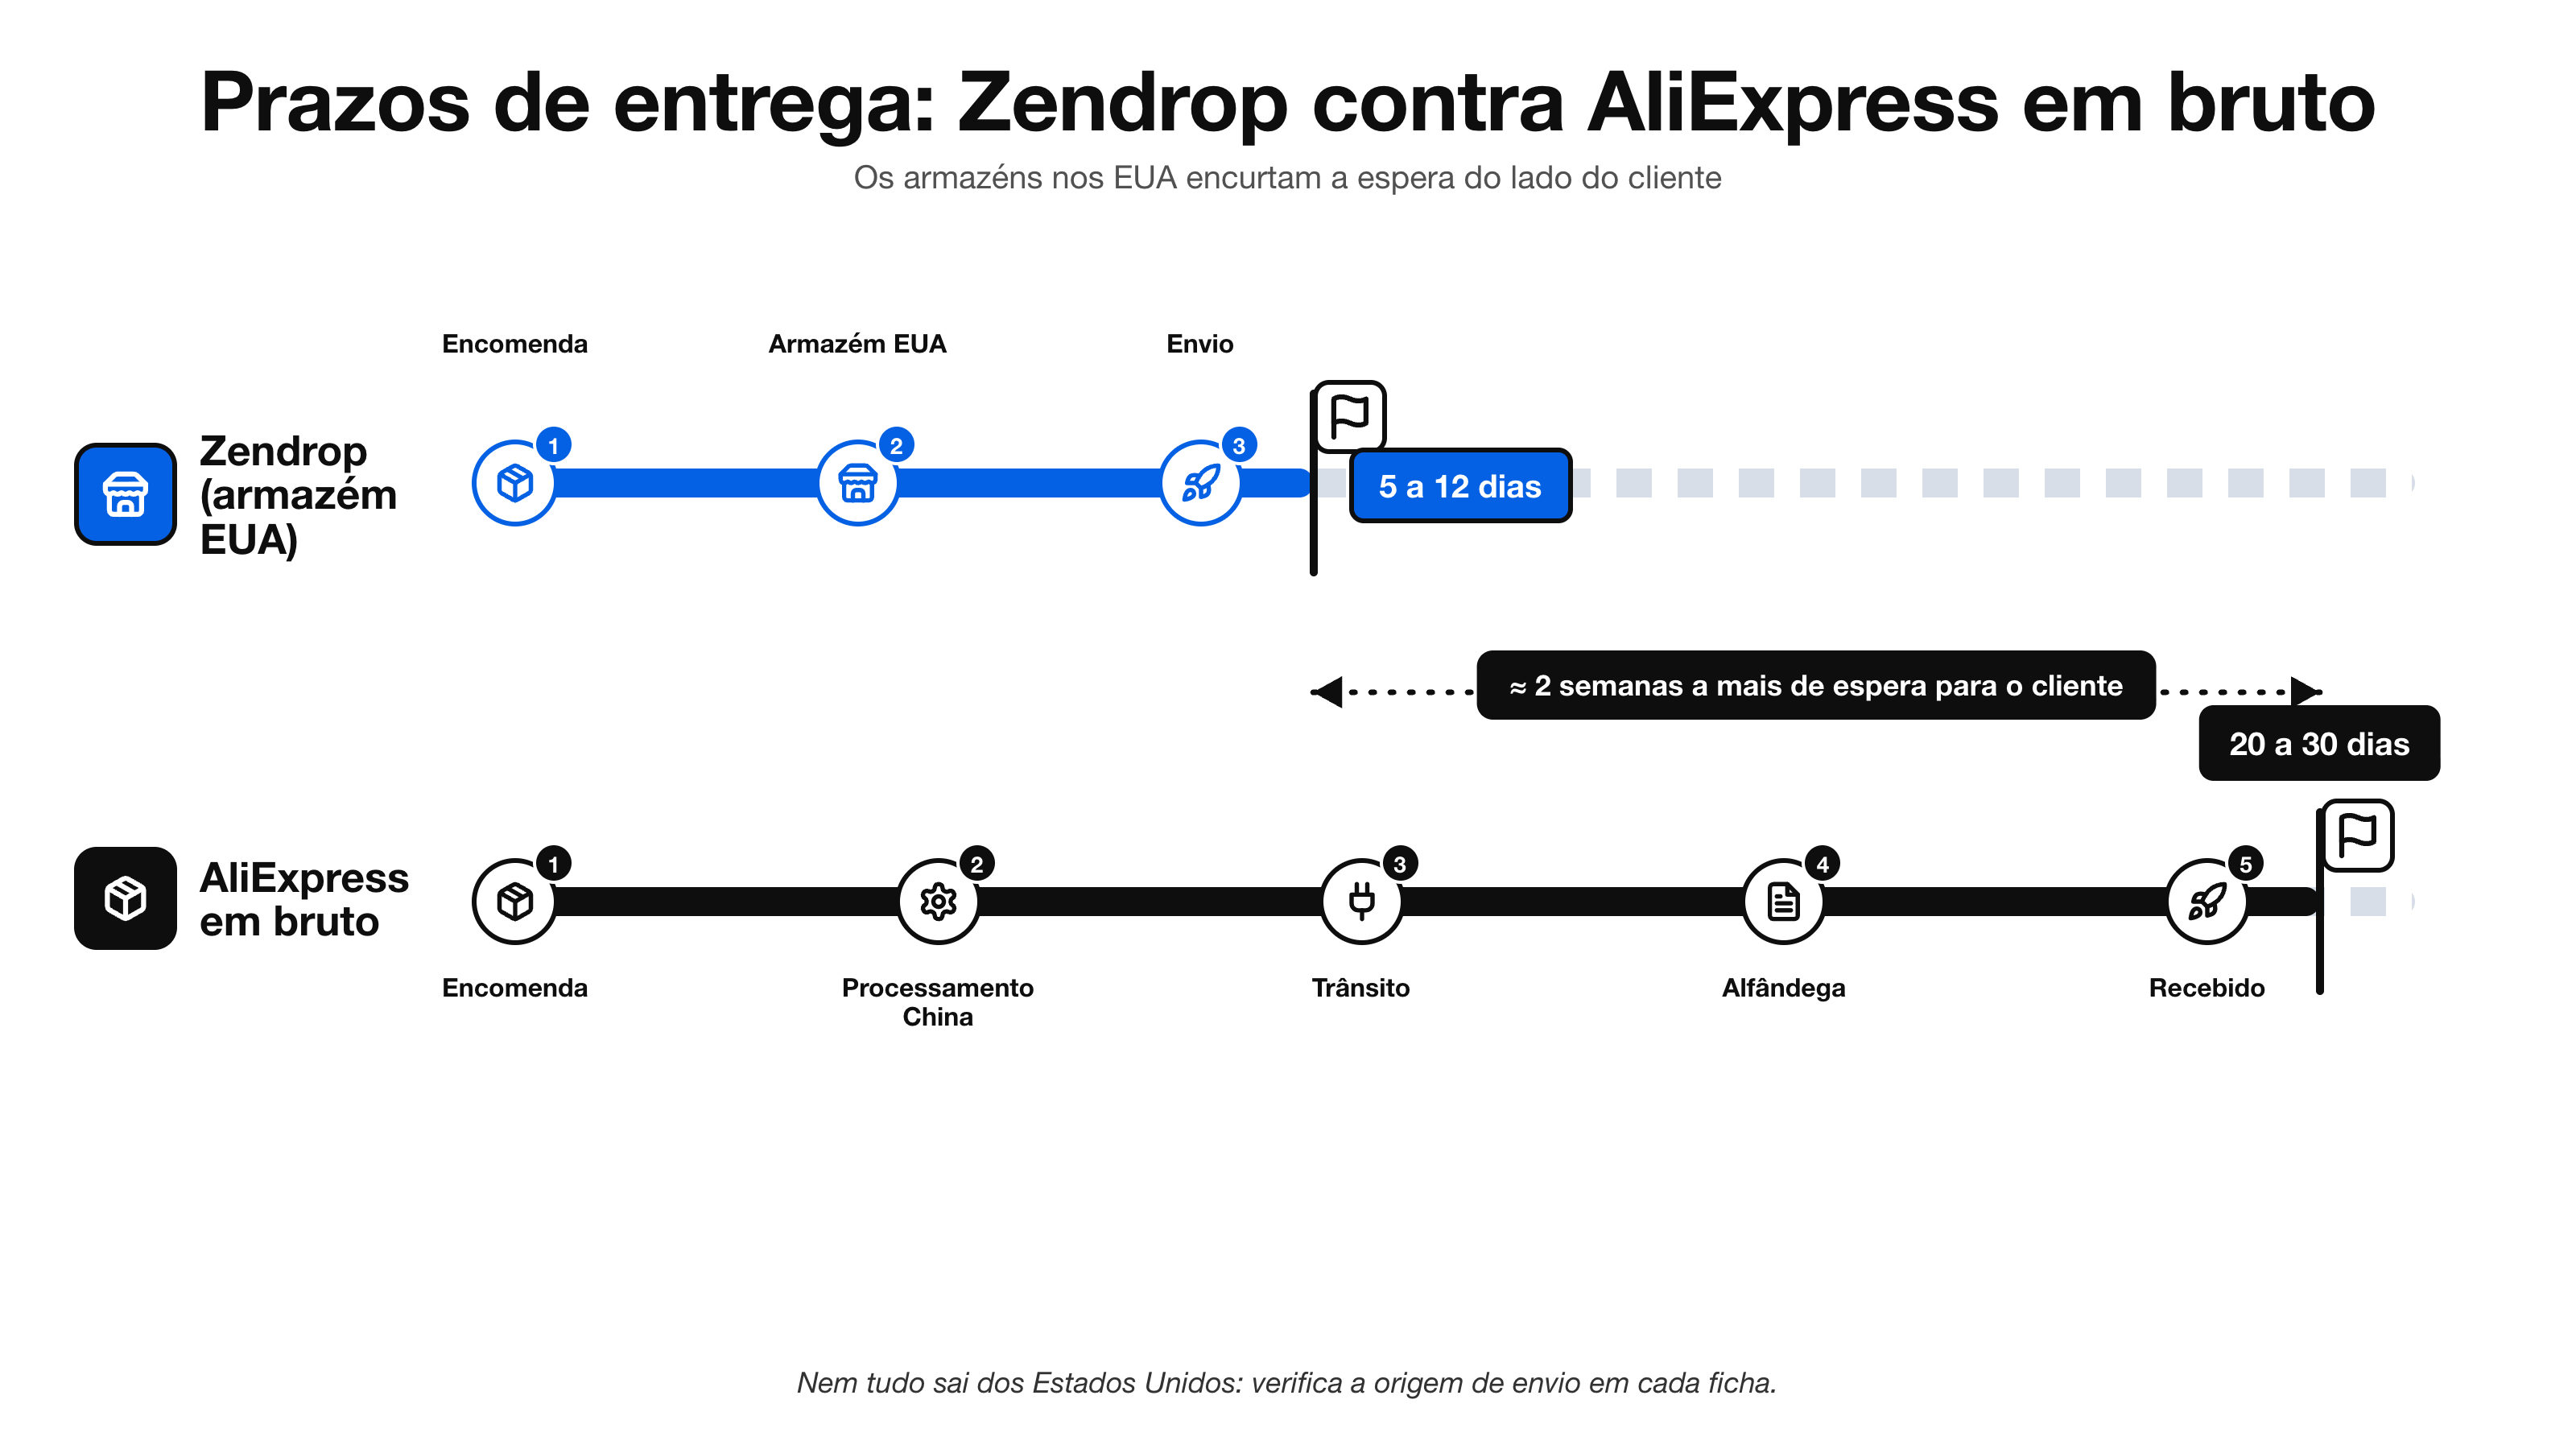 Prazos de entrega: Zendrop contra AliExpress em bruto
Os armazéns nos EUA encurtam a espera do lado do cliente
Encomenda
Armazém EUA
Envio
Zendrop
(armazém
EUA)
1
2
3
5 a 12 dias
≈ 2 semanas a mais de espera para o cliente
20 a 30 dias
AliExpress
em bruto
1
2
3
4
5
Encomenda
Processamento
China
Trânsito
Alfândega
Recebido
Nem tudo sai dos Estados Unidos: verifica a origem de envio em cada ficha.